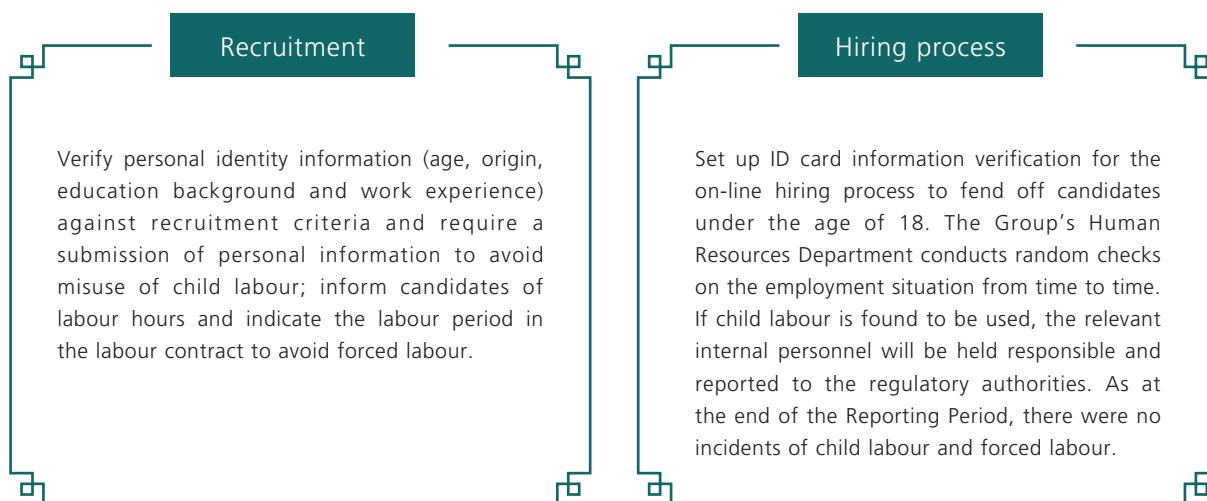 Recruitment
Verify personal identity information (age, origin,
education background and work experience)
against recruitment criteria and require a
submission of personal information to avoid
misuse of child labour; inform candidates of
labour hours and indicate the labour period in
the labour contract to avoid forced labour.
Hiring process
Set up ID card information verification for the
on-line hiring process to fend off candidates
under the age of 18. The Group’s Human
Resources Department conducts random checks
on the employment situation from time to time.
If child labour is found to be used, the relevant
internal personnel will be held responsible and
reported to the regulatory authorities. As at
the end of the Reporting Period, there were no
incidents of child labour and forced labour.